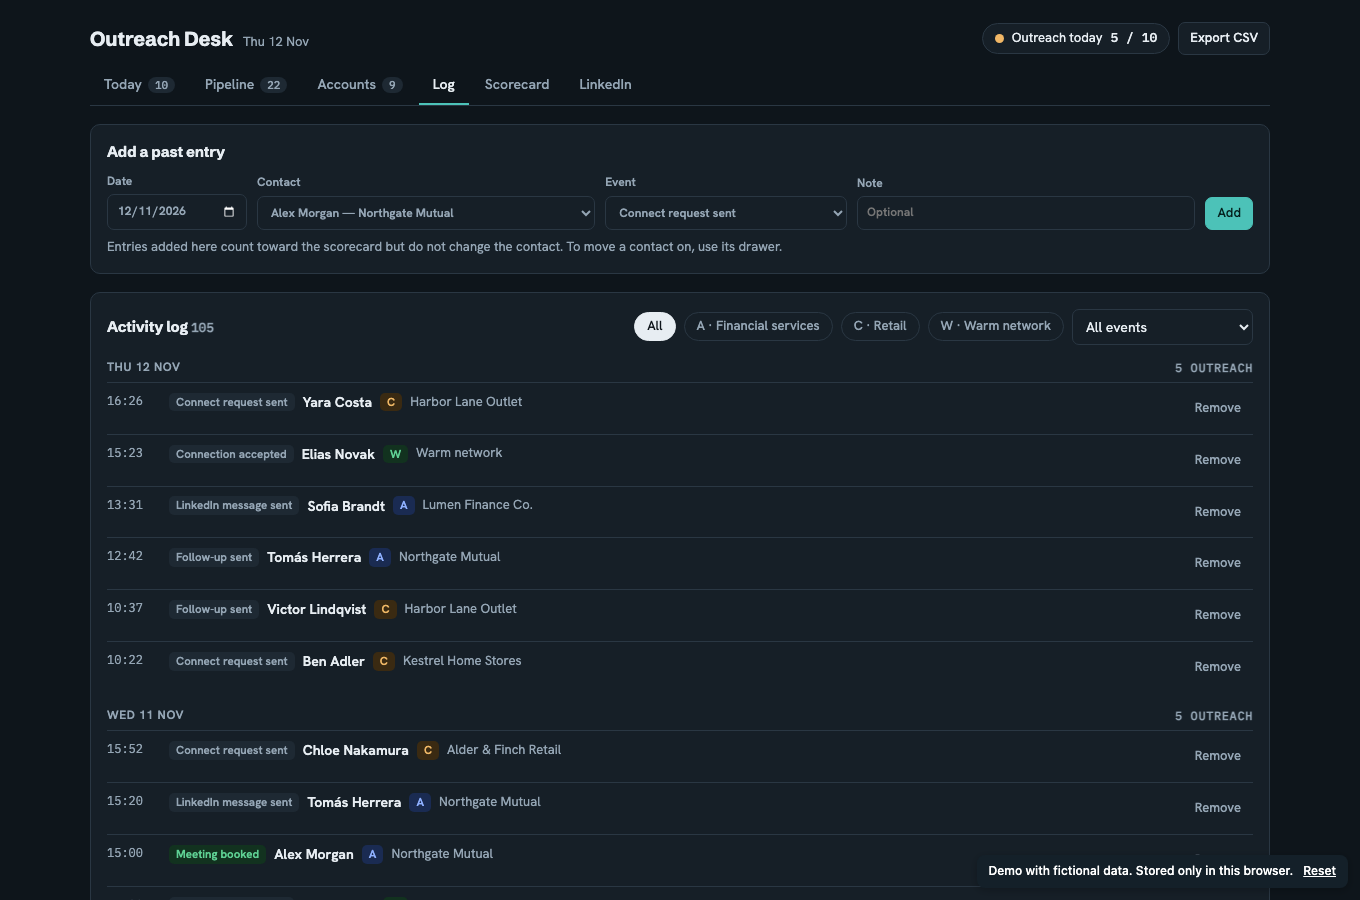 Outreach Desk Thu 12 Nov
Outreach today 5 / 10
Export CSV
Today 10 Pipeline 22 Accounts 9 Log Scorecard LinkedIn
Add a past entry
Date Contact Event Note
12/11/2026 Alex Morgan — Northgate Mutual Connect request sent Optional Add
Entries added here count toward the scorecard but do not change the contact. To move a contact on, use its drawer.
Activity log 105 All A · Financial services C · Retail W · Warm network All events
THU 12 NOV 5 OUTREACH
16:26 Connect request sent Yara Costa C Harbor Lane Outlet Remove
15:23 Connection accepted Elias Novak W Warm network Remove
13:31 LinkedIn message sent Sofia Brandt A Lumen Finance Co. Remove
12:42 Follow-up sent Tomás Herrera A Northgate Mutual Remove
10:37 Follow-up sent Victor Lindqvist C Harbor Lane Outlet Remove
10:22 Connect request sent Ben Adler C Kestrel Home Stores Remove
WED 11 NOV 5 OUTREACH
15:52 Connect request sent Chloe Nakamura C Alder & Finch Retail Remove
15:20 LinkedIn message sent Tomás Herrera A Northgate Mutual Remove
15:00 Meeting booked Alex Morgan A Northgate Mutual
Demo with fictional data. Stored only in this browser. Reset